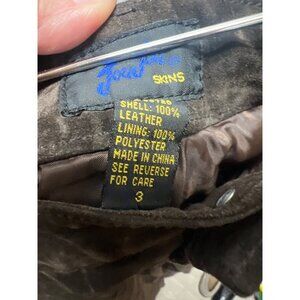 SKINS
SHELL: 100%
LEATHER
LINING: 100%
POLYESTER
MADE IN CHINA
SEE REVERSE
FOR CARE
3